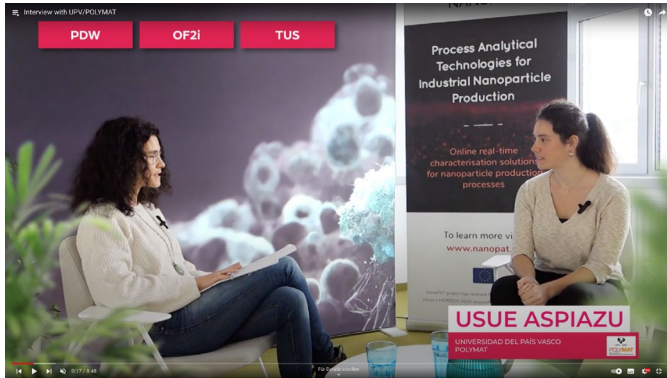 Interview with UPV/POLYMAT
PDW
OF2i
TUS
Process Analytical
Technologies for
Industrial Nanoparticle
Production
Online real-time
characterisation solutions
for nanoparticle production
processes
To learn more
www.nanopat.
USUE ASPIAZU
UNIVERSIDAD DEL PAÍS VASCO
POLYMAT
POLYMAT
0:17 / 8:48